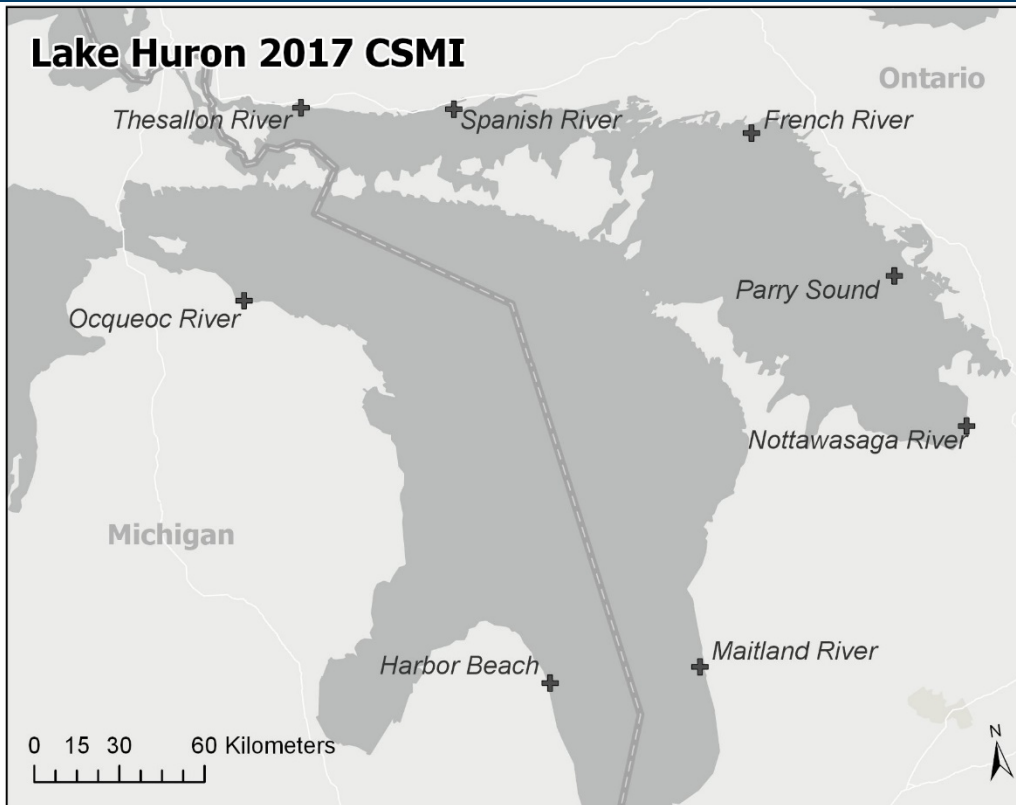 Lake Huron 2017 CSMI
Ontario
Thesallon River
Spanish River
French River
Parry Sound
Ocqueoc River
Nottawasaga River
Michigan
Harbor Beach
Maitland River
0 15 30 60 Kilometers
N